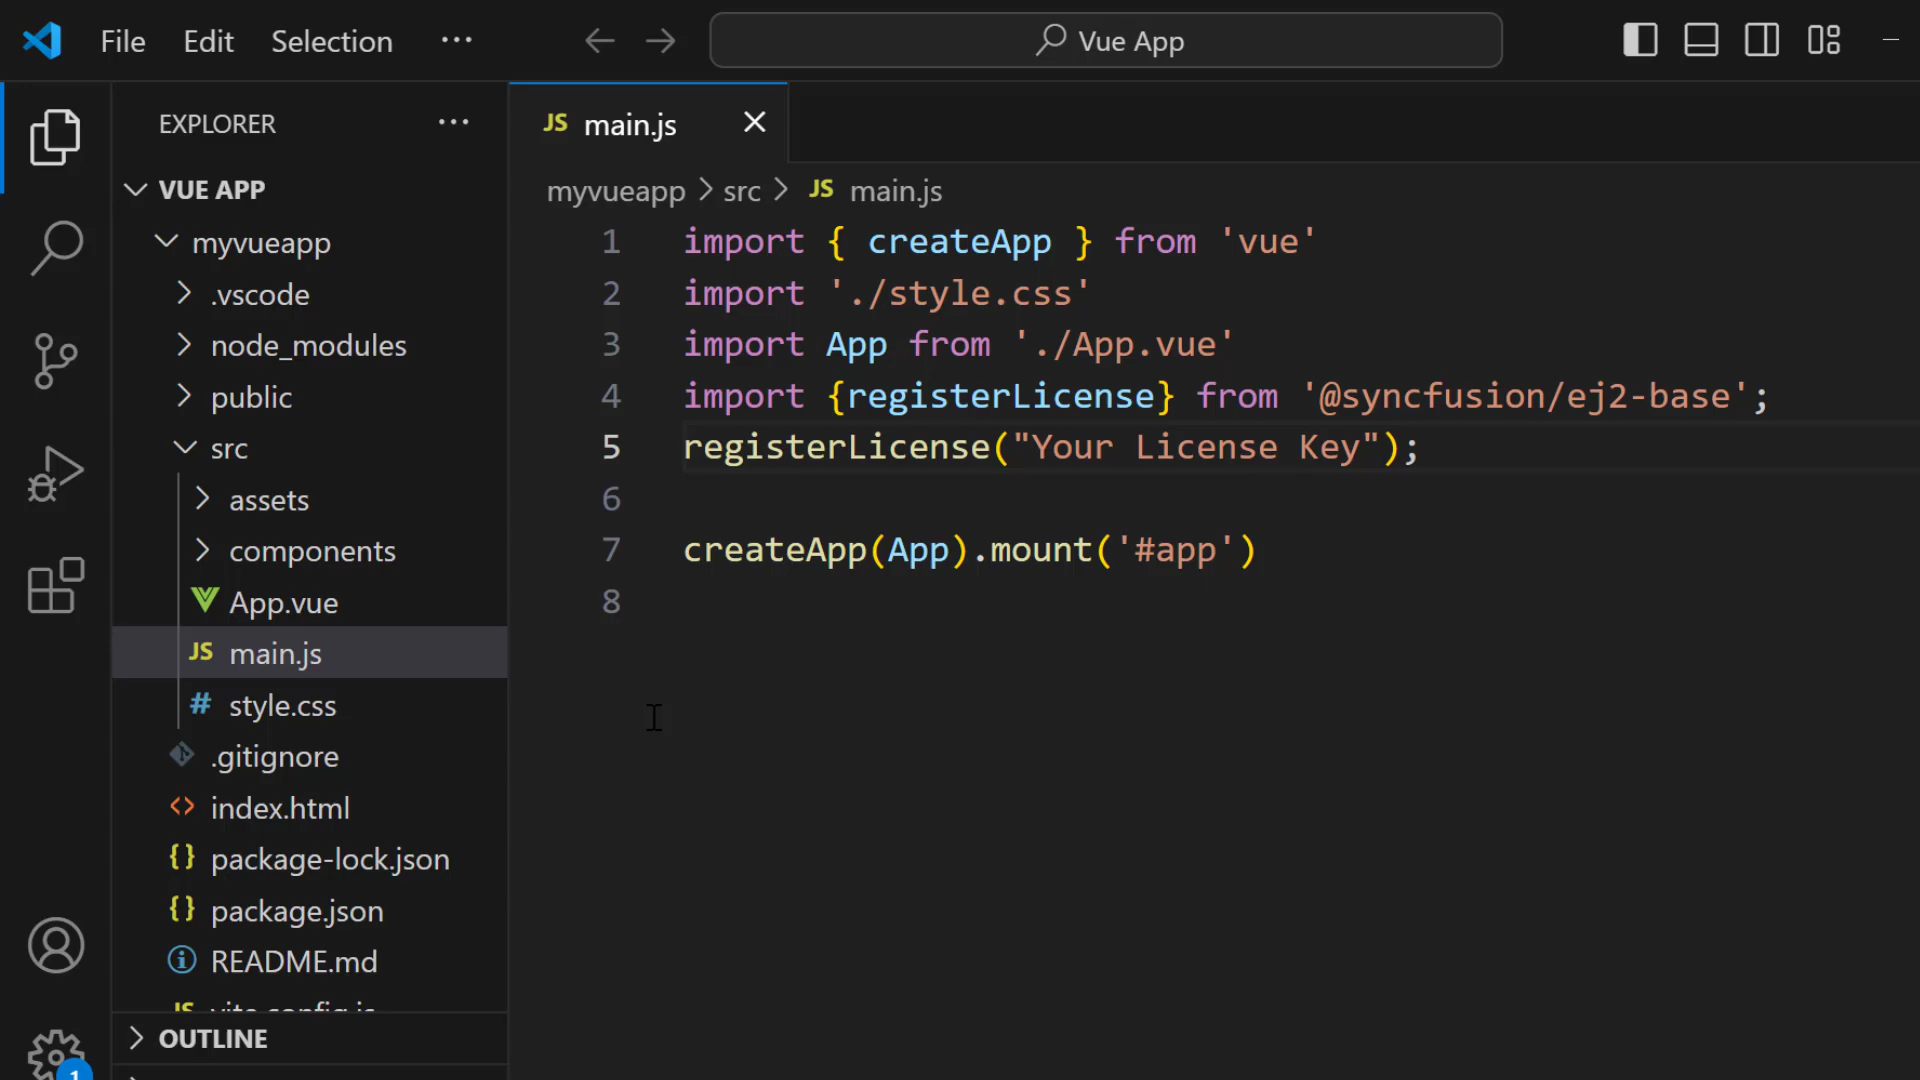 File Edit Selection ··· Vue App
EXPLORER ···
VUE APP
myvueapp
.vscode
node_modules
public
src
assets
components
App.vue
JS main.js
# style.css
.gitignore
<> index.html
{} package-lock.json
{} package.json
README.md
OUTLINE
1
JS main.js
myvueapp > src > JS main.js
1 import { createApp } from 'vue'
2 import './style.css'
3 import App from './App.vue'
4 import {registerLicense} from '@syncfusion/ej2-base';
5 registerLicense("Your License Key");
6
7 createApp(App).mount('#app')
8